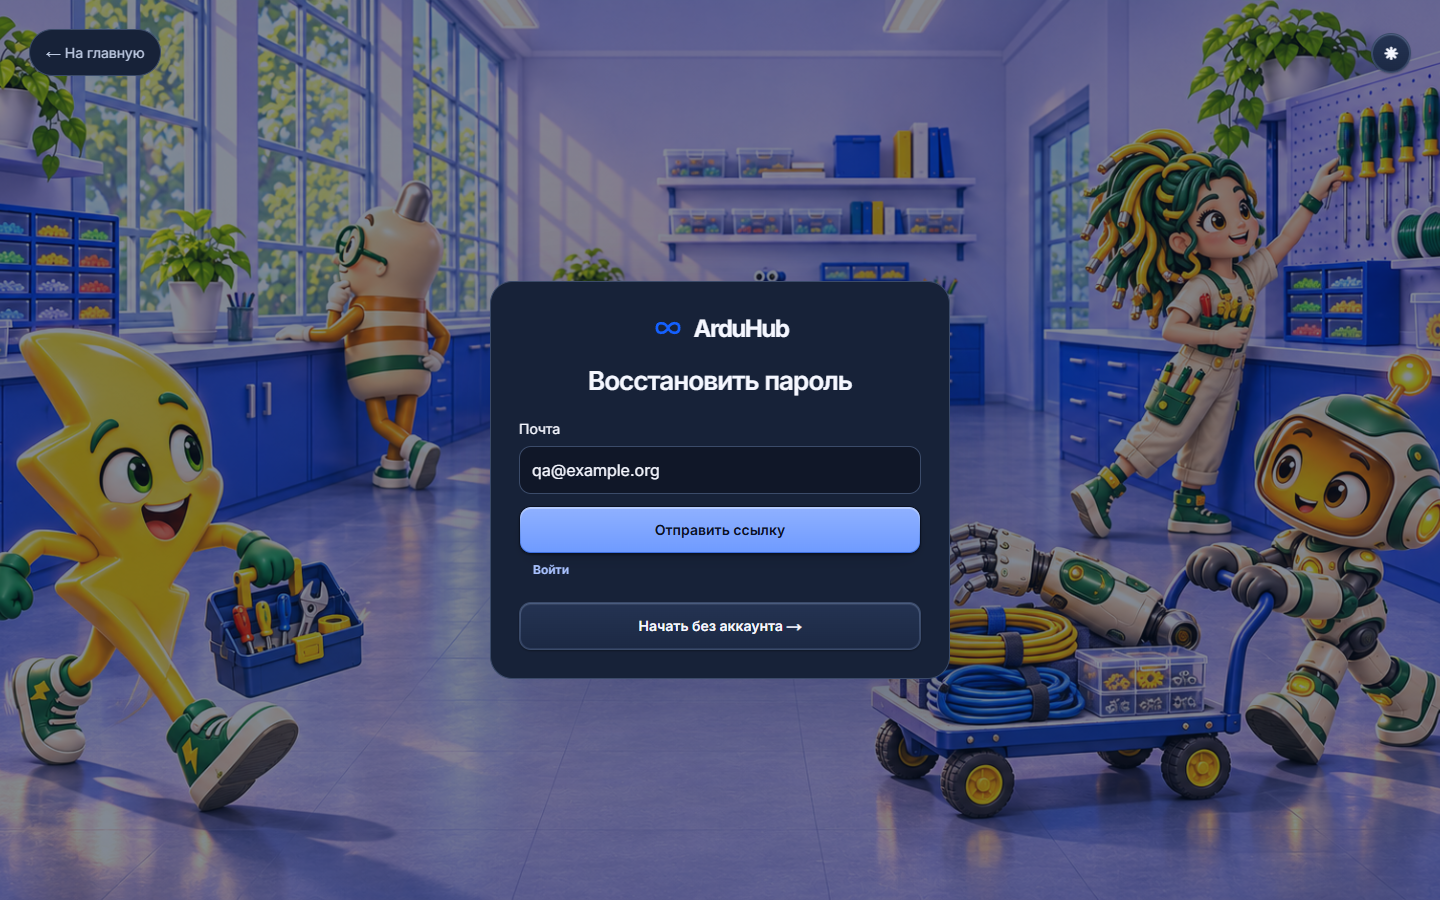 ← На главную
ArduHub
Восстановить пароль
Почта
qa@example.org
Отправить ссылку
Войти
Начать без аккаунта →